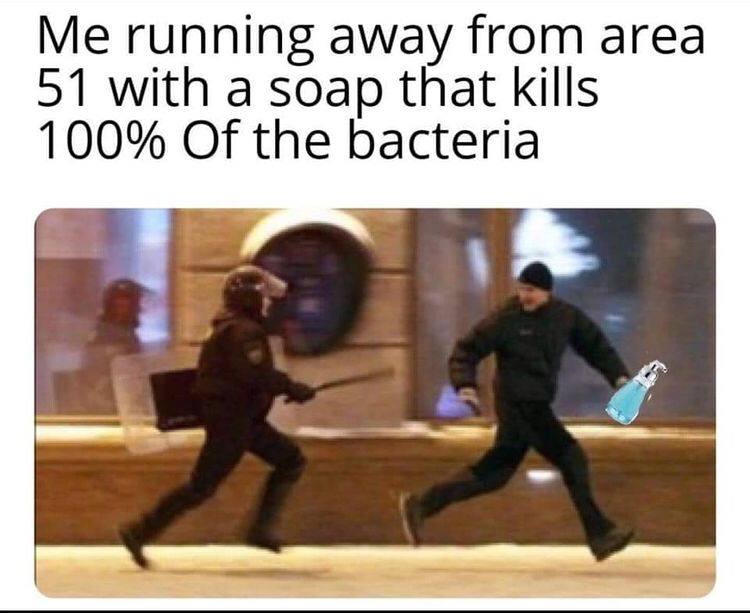 Me running away from area
51 with a soap that kills
100% Of the bacteria